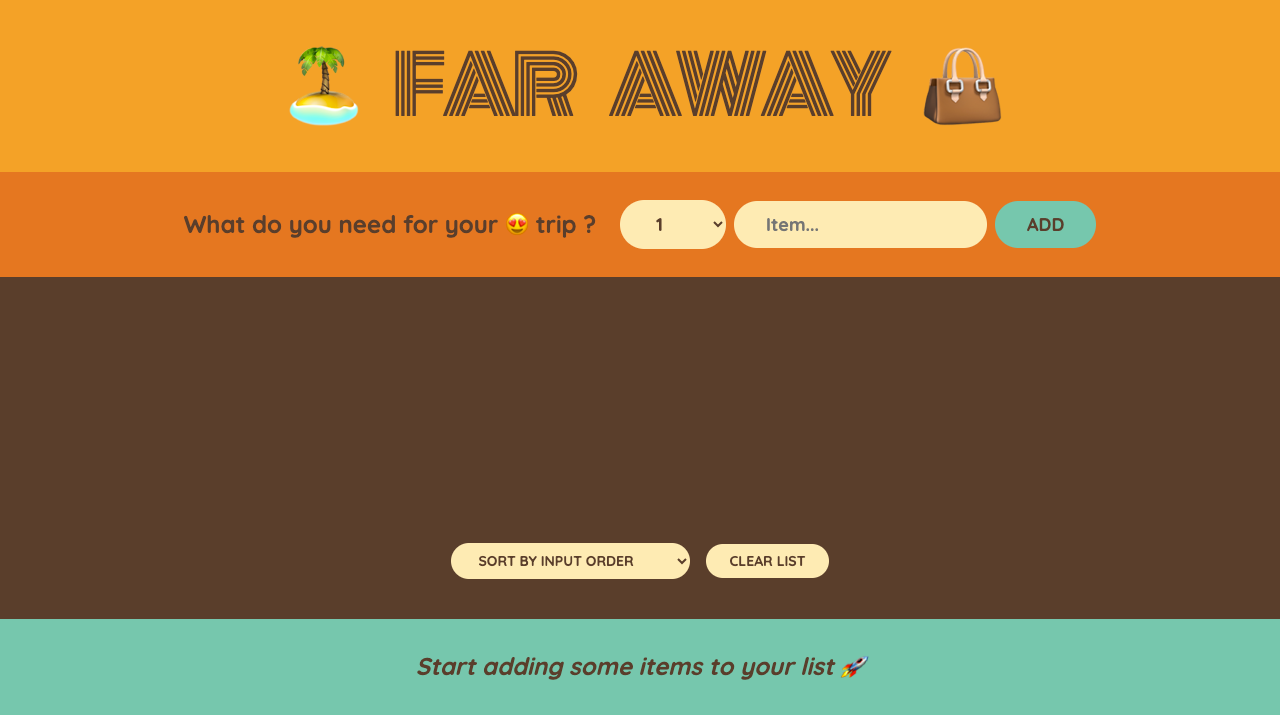 🏝️ FAR AWAY 👜
What do you need for your 😍 trip ?
1
Item...
ADD
SORT BY INPUT ORDER
CLEAR LIST
Start adding some items to your list 🚀